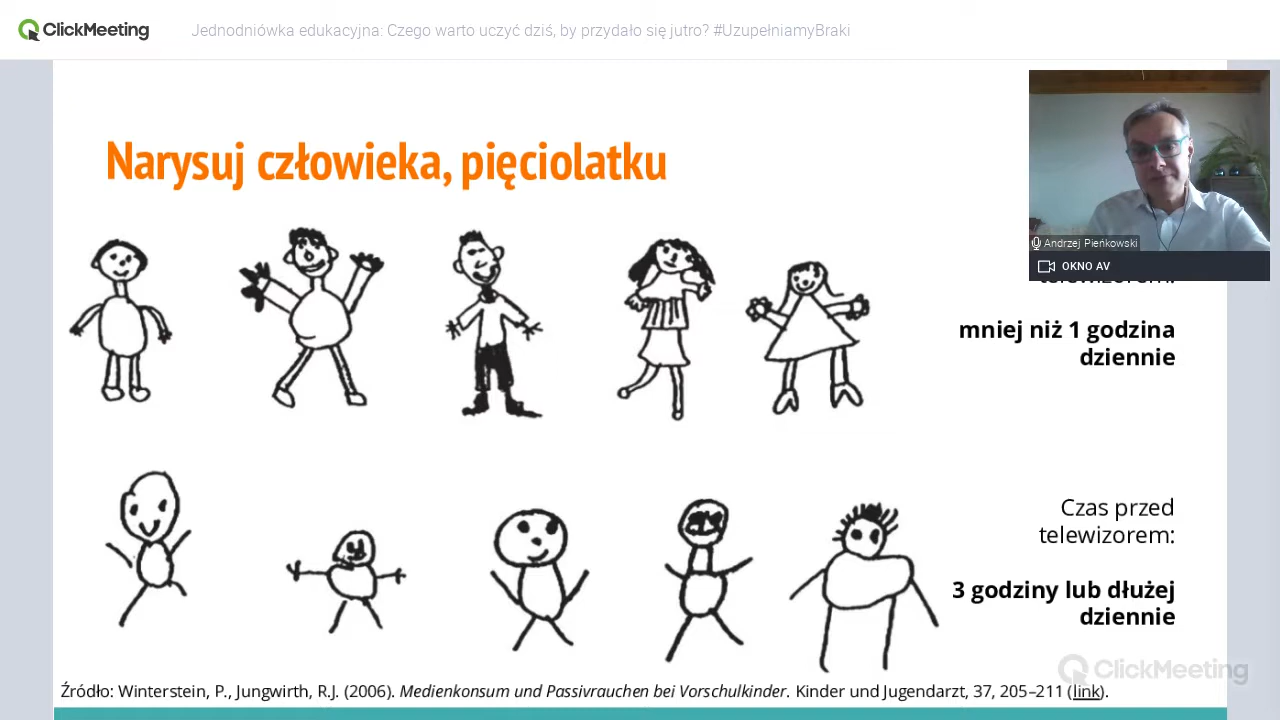 ClickMeeting
Jednodniówka edukacyjna: Czego warto uczyć dziś, by przydało się jutro? #UzupełniamyBraki
Narysuj człowieka, pięciolatku
Andrzej Pieńkowski
OKNO AV
telewizorem:
mniej niż 1 godzina
dziennie
Czas przed
telewizorem:
3 godziny lub dłużej
dziennie
ClickMeeting
Źródło: Winterstein, P., Jungwirth, R.J. (2006). Medienkonsum und Passivrauchen bei Vorschulkinder. Kinder und Jugendarzt, 37, 205–211 (link).